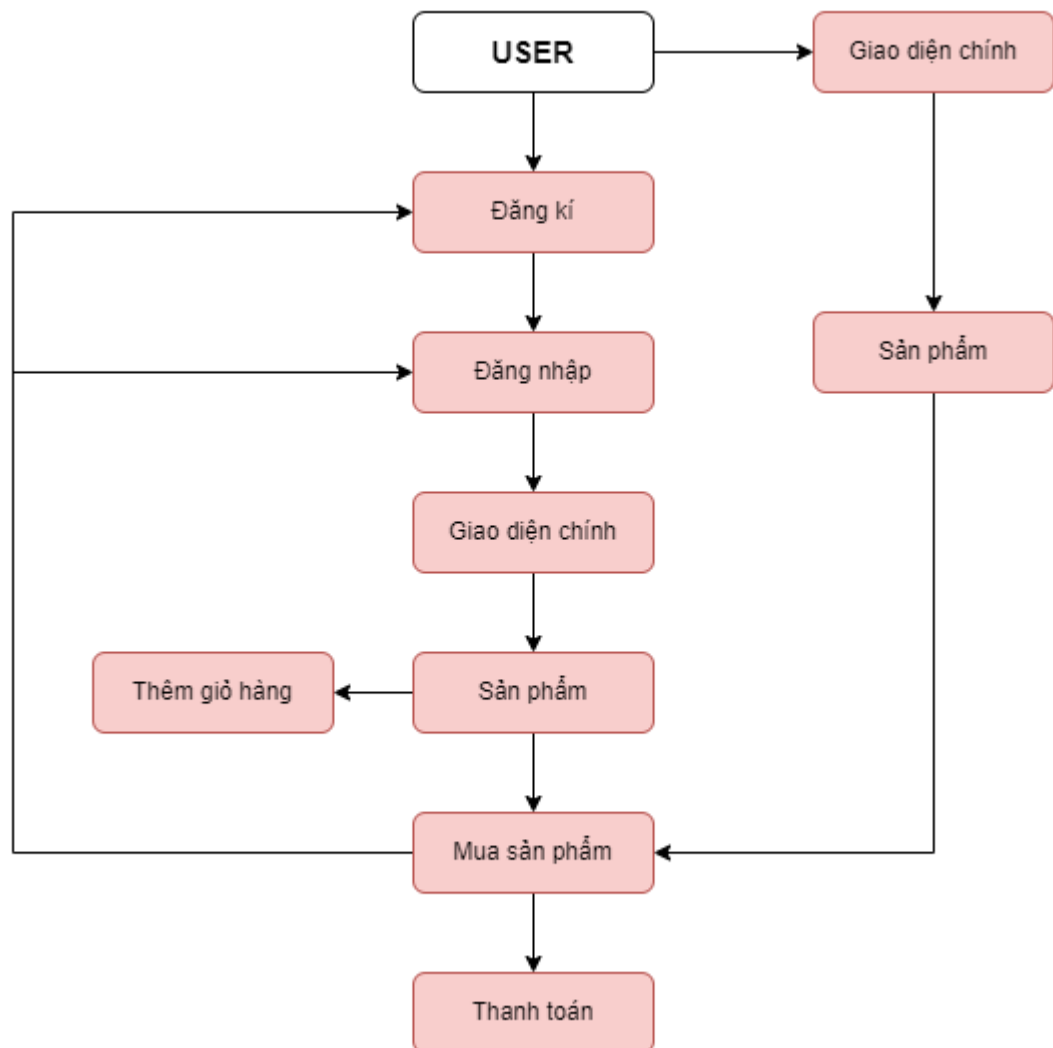 USER
Giao diện chính
Đăng kí
Đăng nhập
Sản phẩm
Giao diện chính
Thêm giỏ hàng
Sản phẩm
Mua sản phẩm
Thanh toán